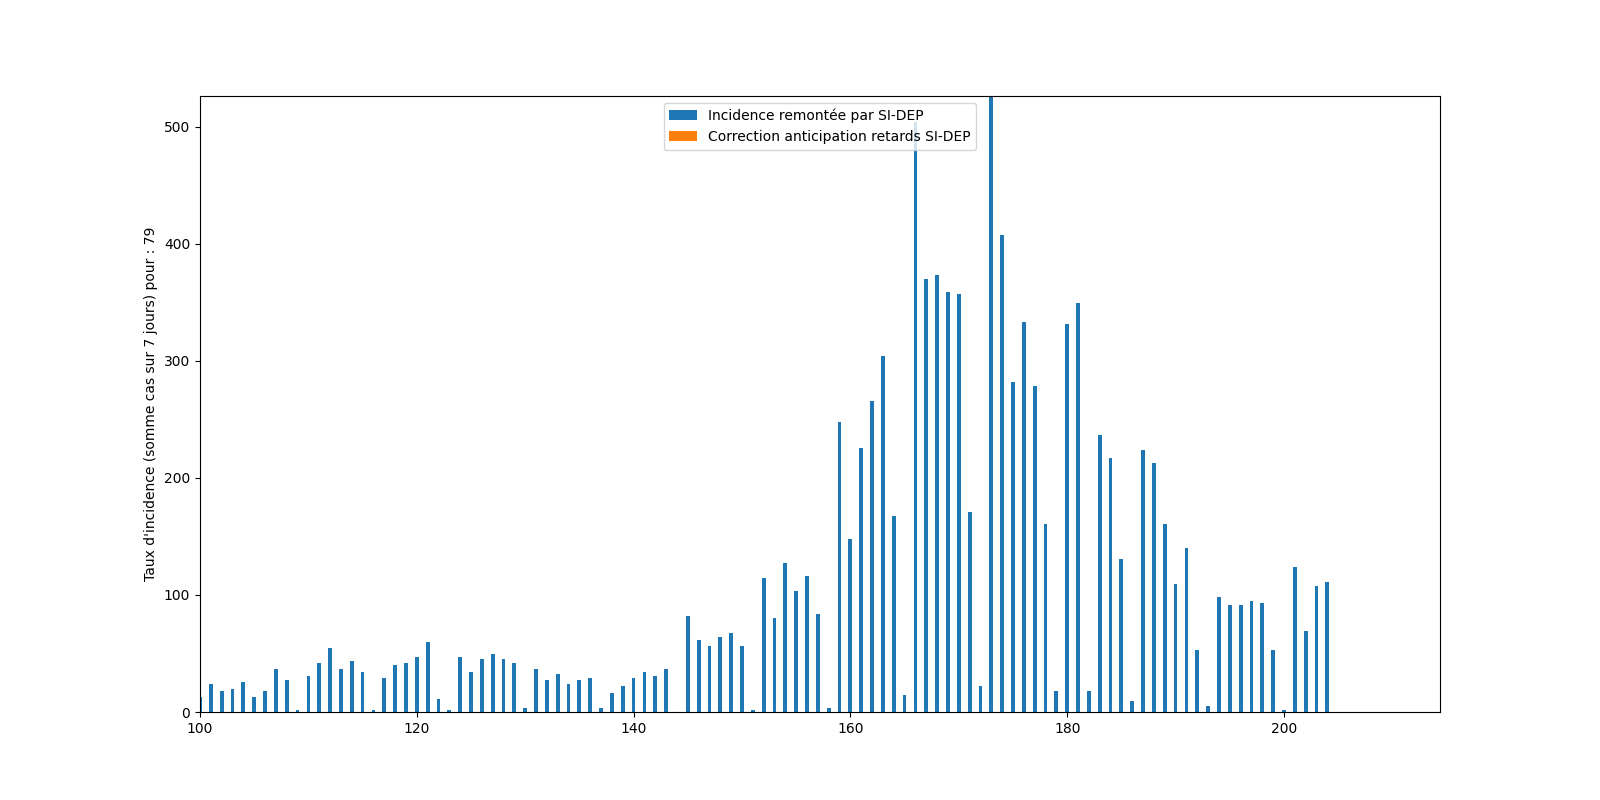 Incidence remontée par SI-DEP
Correction anticipation retards SI-DEP
Taux d'incidence (somme cas sur 7 jours) pour : 79
500
400
300
200
100
0
100 120 140 160 180 200